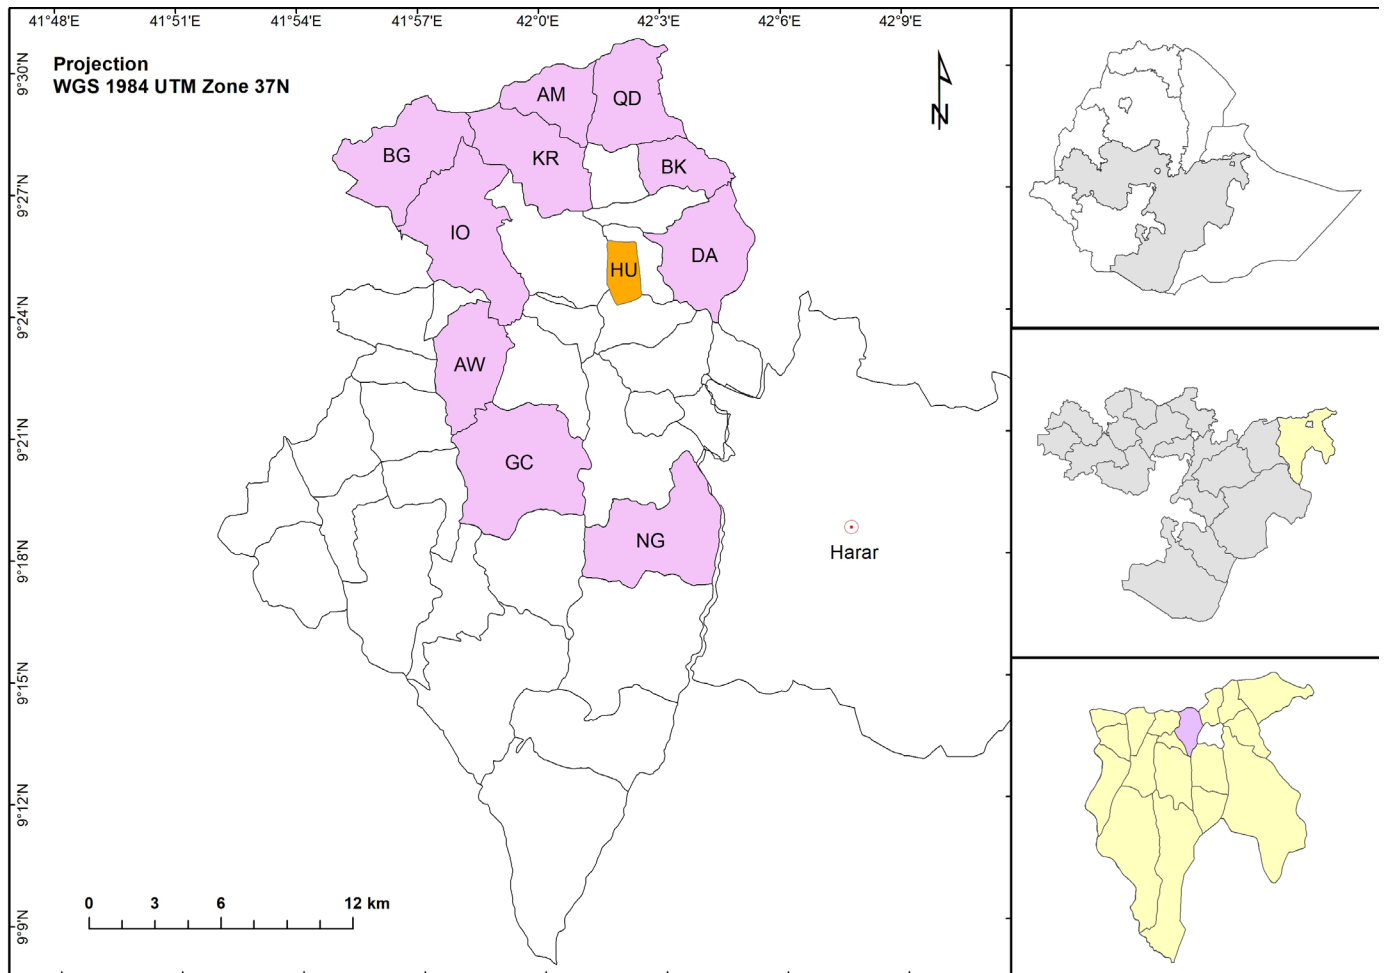 41°48'E 41°51'E 41°54'E 41°57'E 42°0'E 42°3'E 42°6'E 42°9'E
Projection
WGS 1984 UTM Zone 37N
9°30'N
9°27'N
9°24'N
9°21'N
9°18'N
9°15'N
9°12'N
9°9'N
N
AM
QD
BG
KR
BK
IO
DA
HU
AW
GC
NG
Harar
0 3 6 12 km